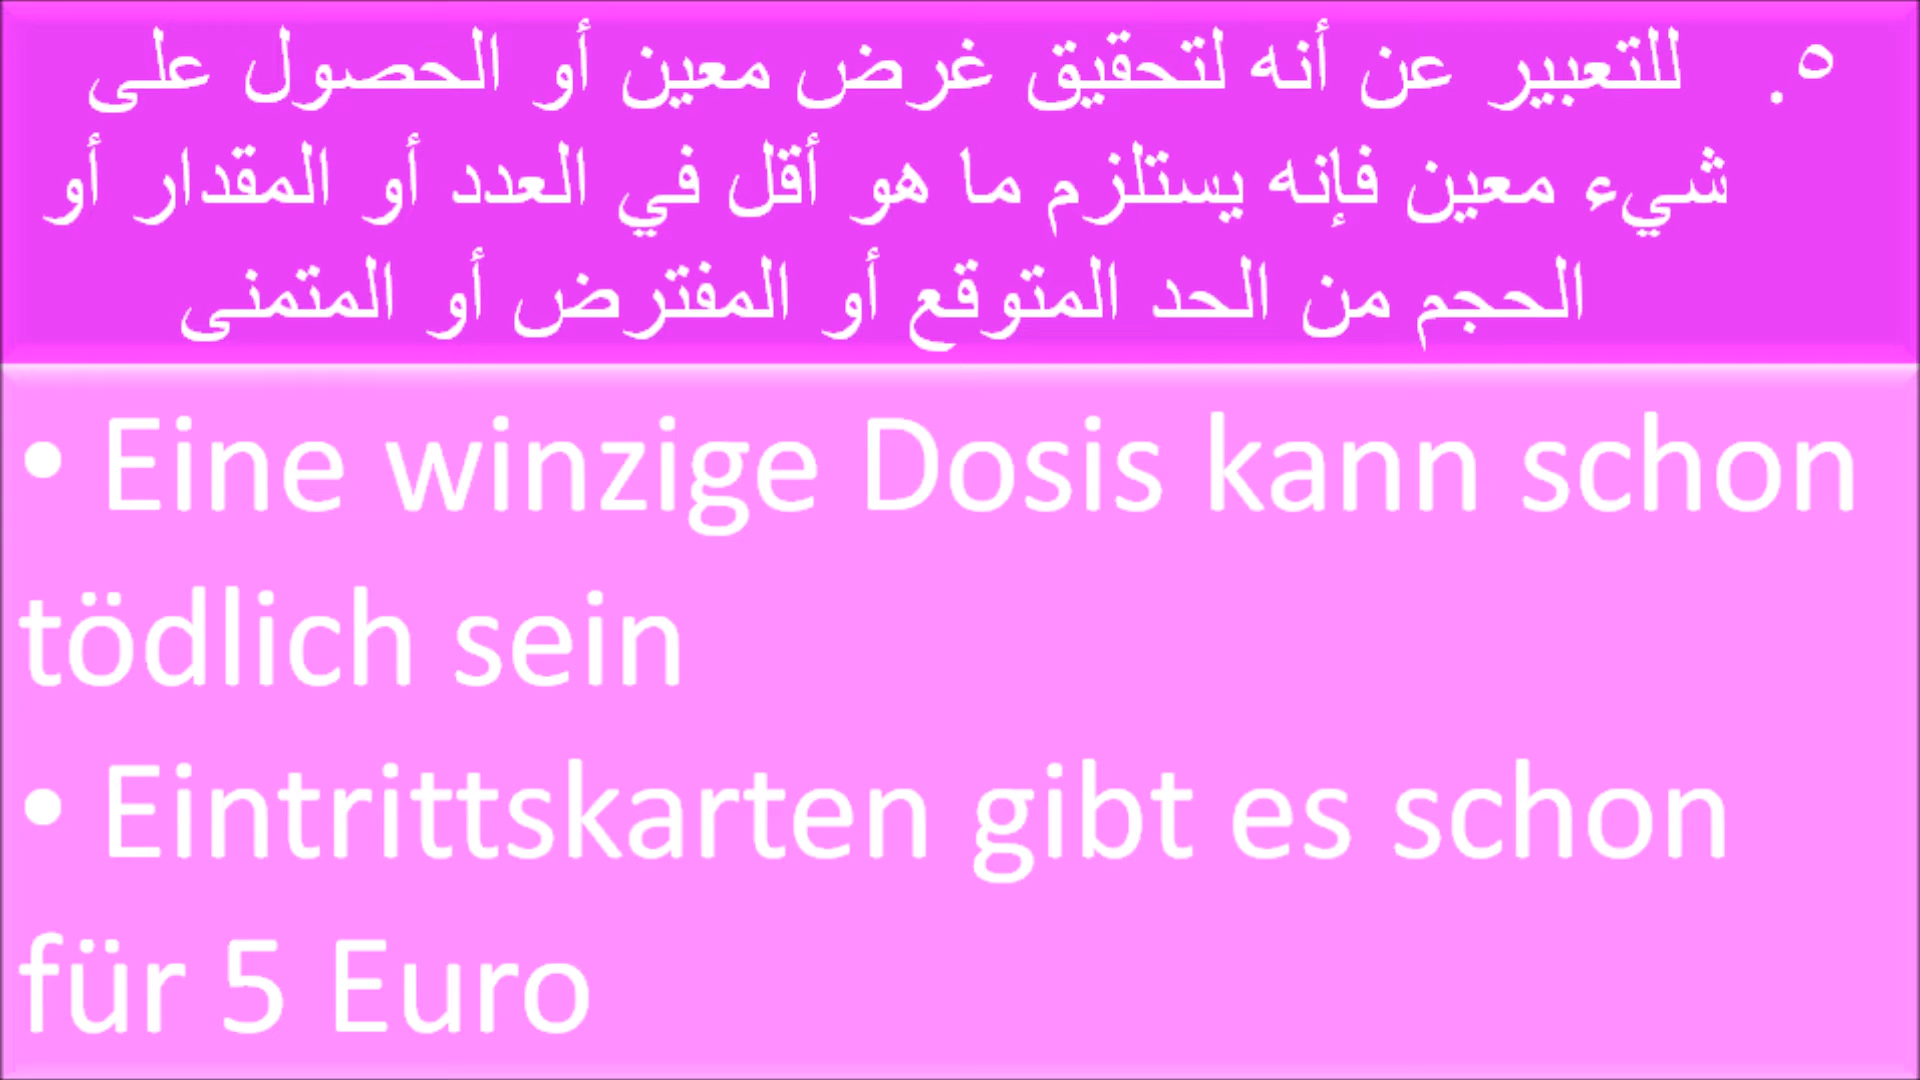 ٥. للتعبير عن أنه لتحقيق غرض معين أو الحصول على
شيء معين فإنه يستلزم ما هو أقل في العدد أو المقدار أو
الحجم من الحد المتوقع أو المفترض أو المتمنى
• Eine winzige Dosis kann schon
tödlich sein
• Eintrittskarten gibt es schon
für 5 Euro